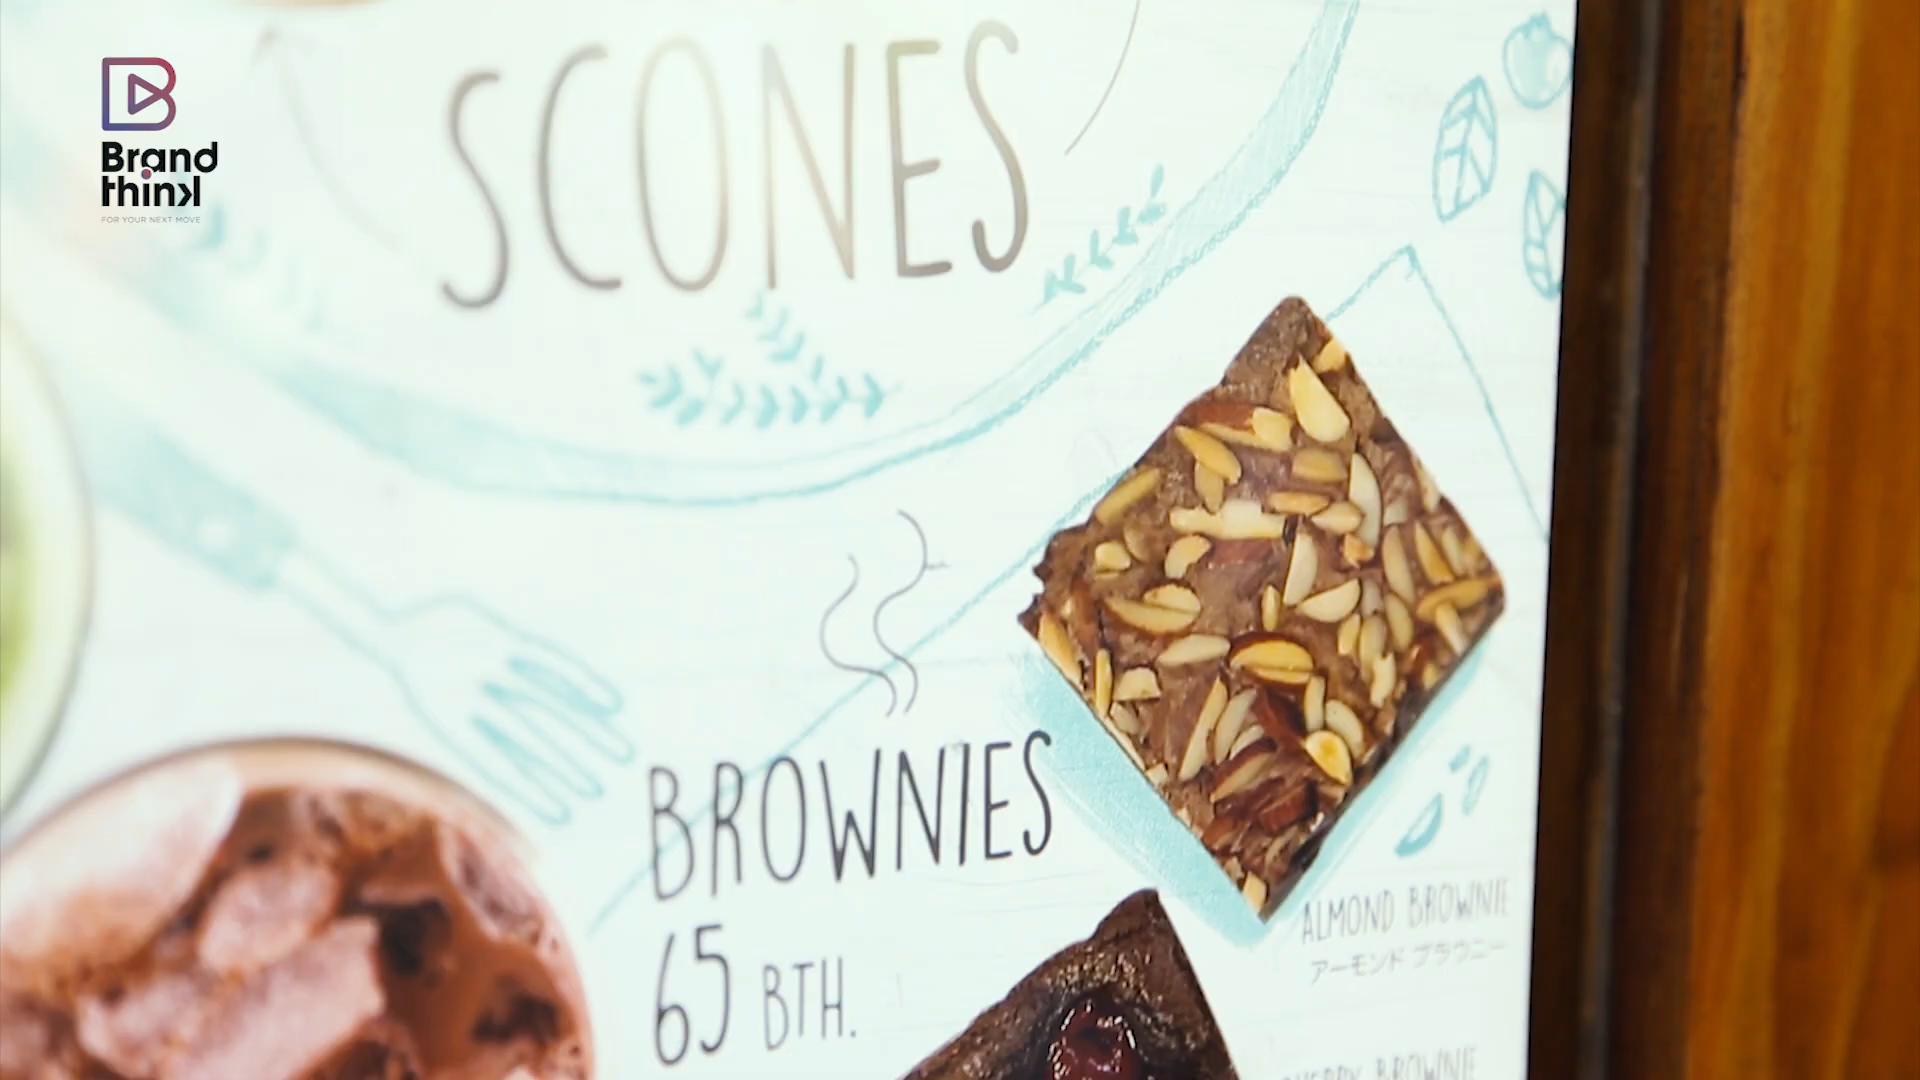 Brand
think
FOR YOUR NEXT MOVE
SCONES
BROWNIES
65 BTH.
ALMOND BROWNIE
アーモンド ブラウニー
BROWNIE